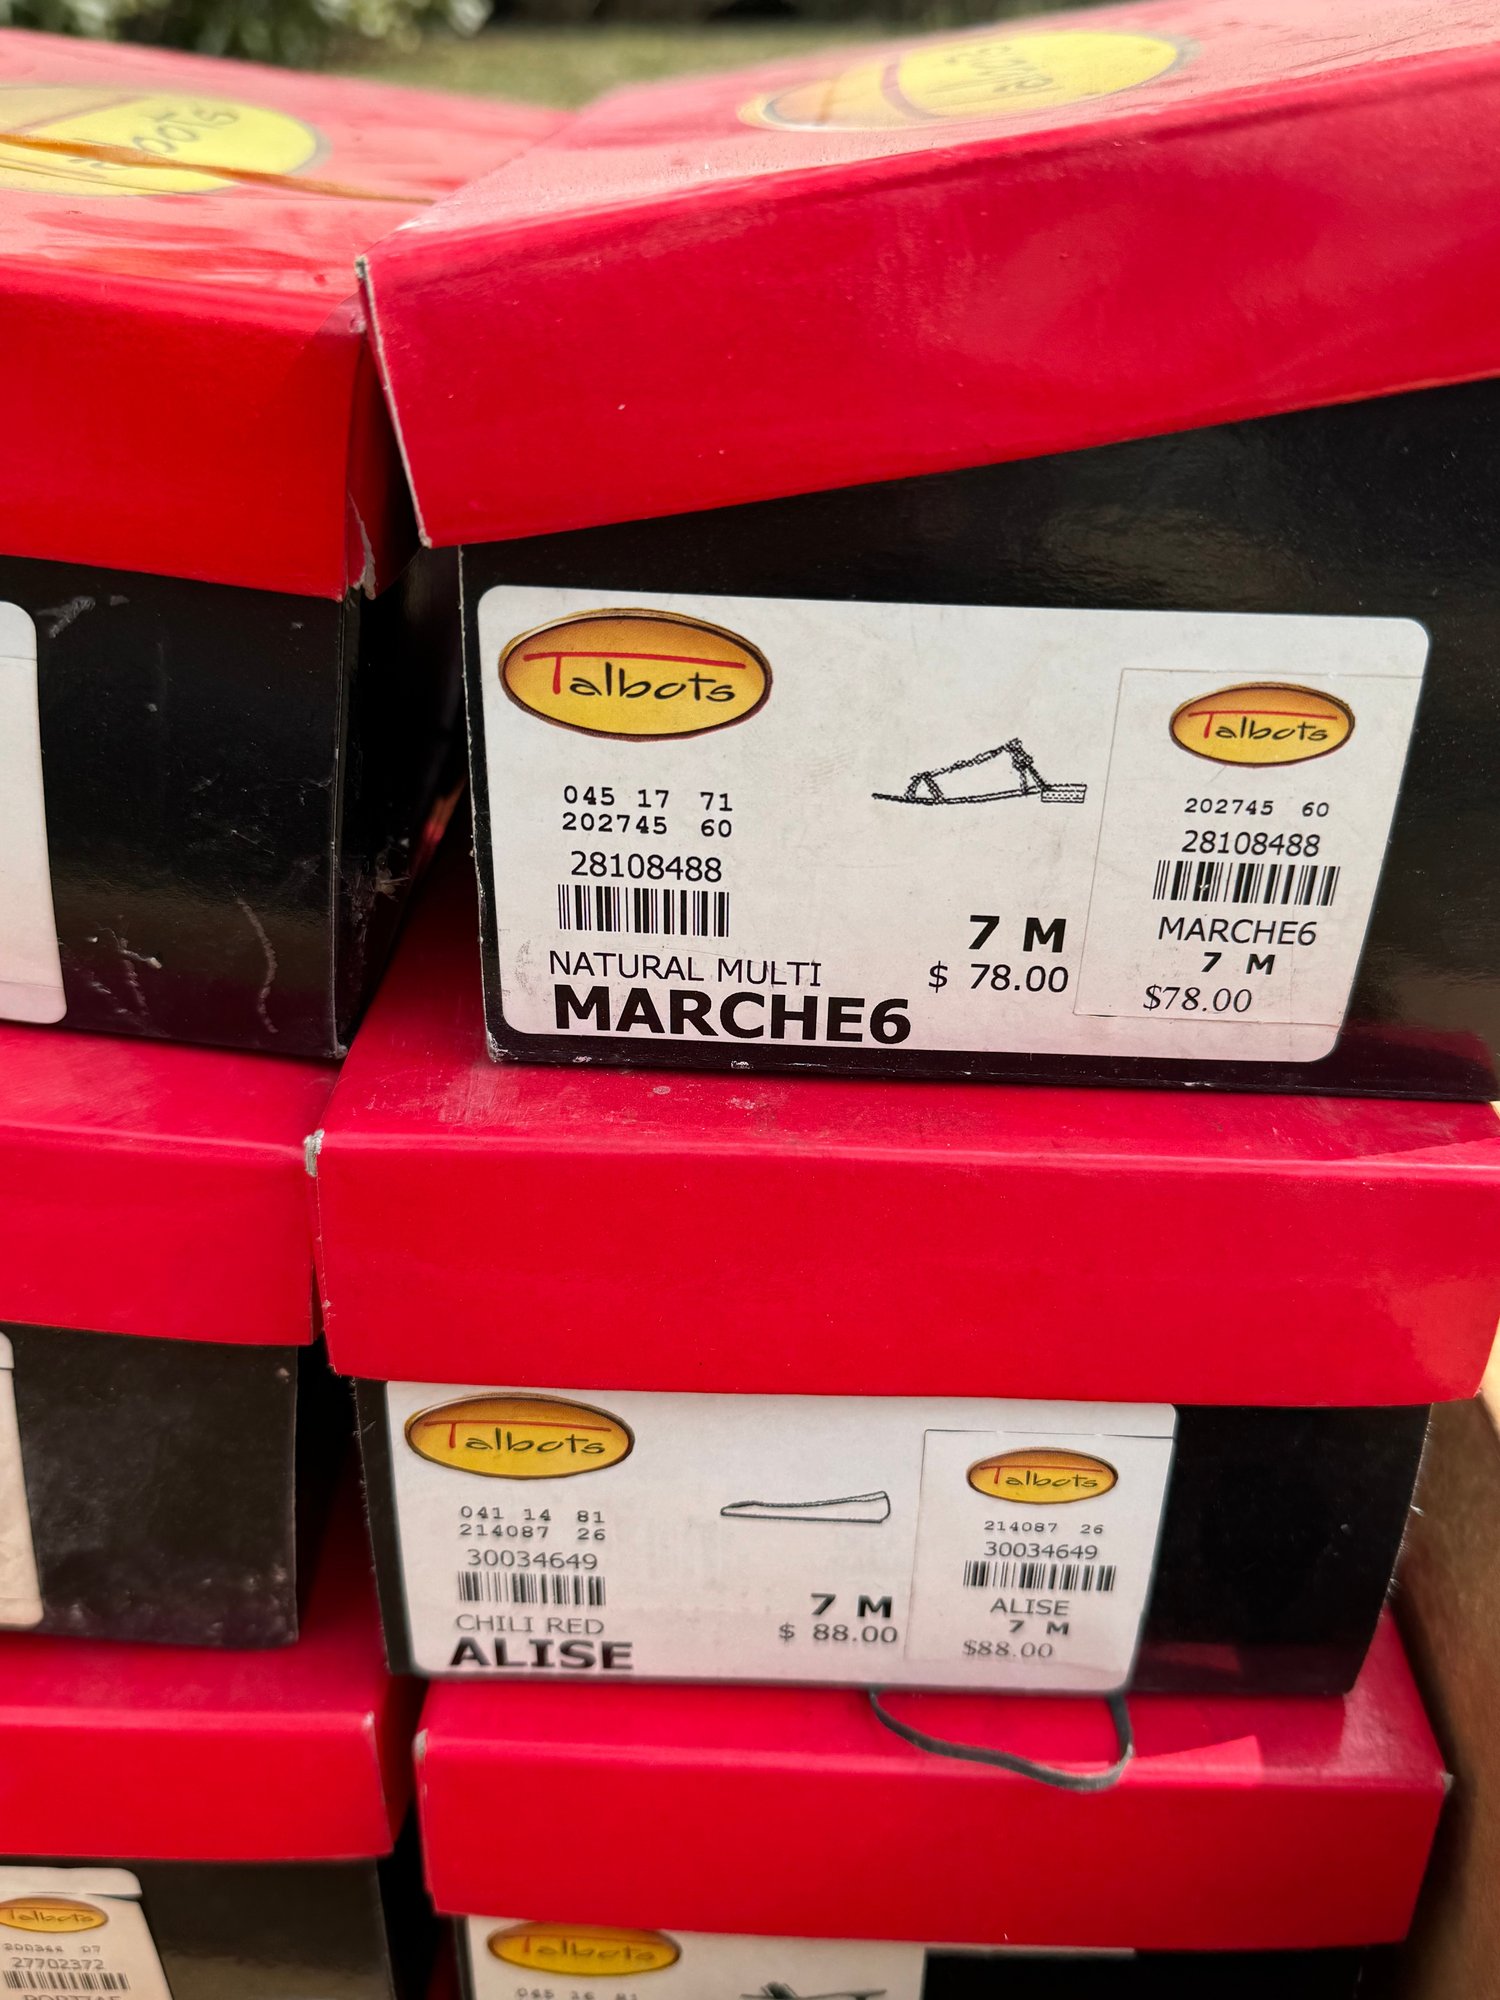 Talbots
Talbots
Talbots
045 17 71
202745 60
28108488
NATURAL MULTI
MARCHE6
7 M
$ 78.00
Talbots
202745 60
28108488
MARCHE6
7 M
$78.00
Talbots
041 14 81
214087 26
30034649
CHILI RED
ALISE
7 M
$ 88.00
Talbots
214087 26
30034649
ALISE
7 M
$88.00
Talbots
27702372
Talbots